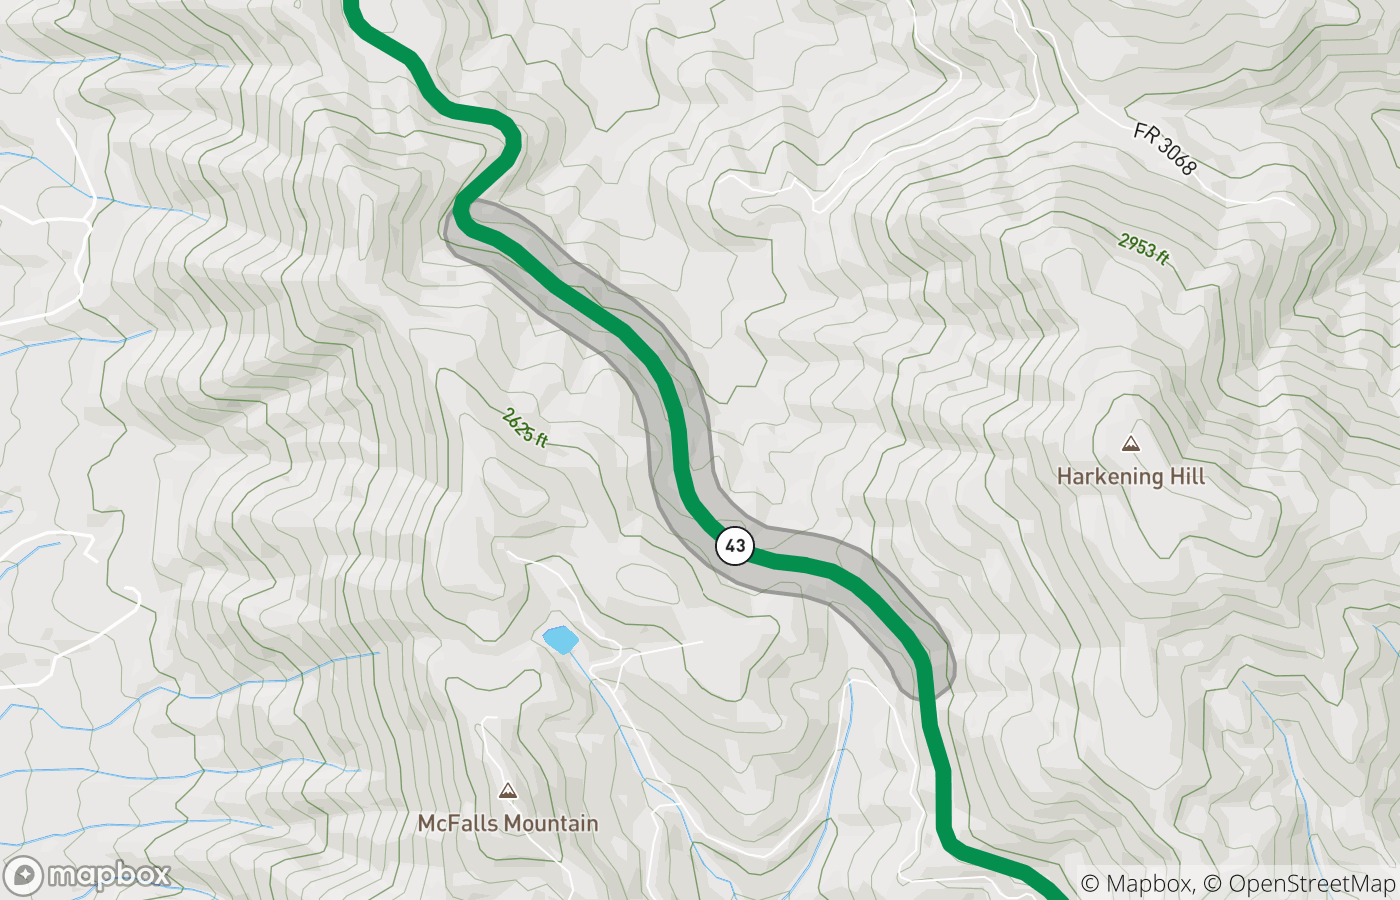 FR 3068
2953 ft
2625 ft
Harkening Hill
43
McFalls Mountain
mapbox
© Mapbox, © OpenStreetMap